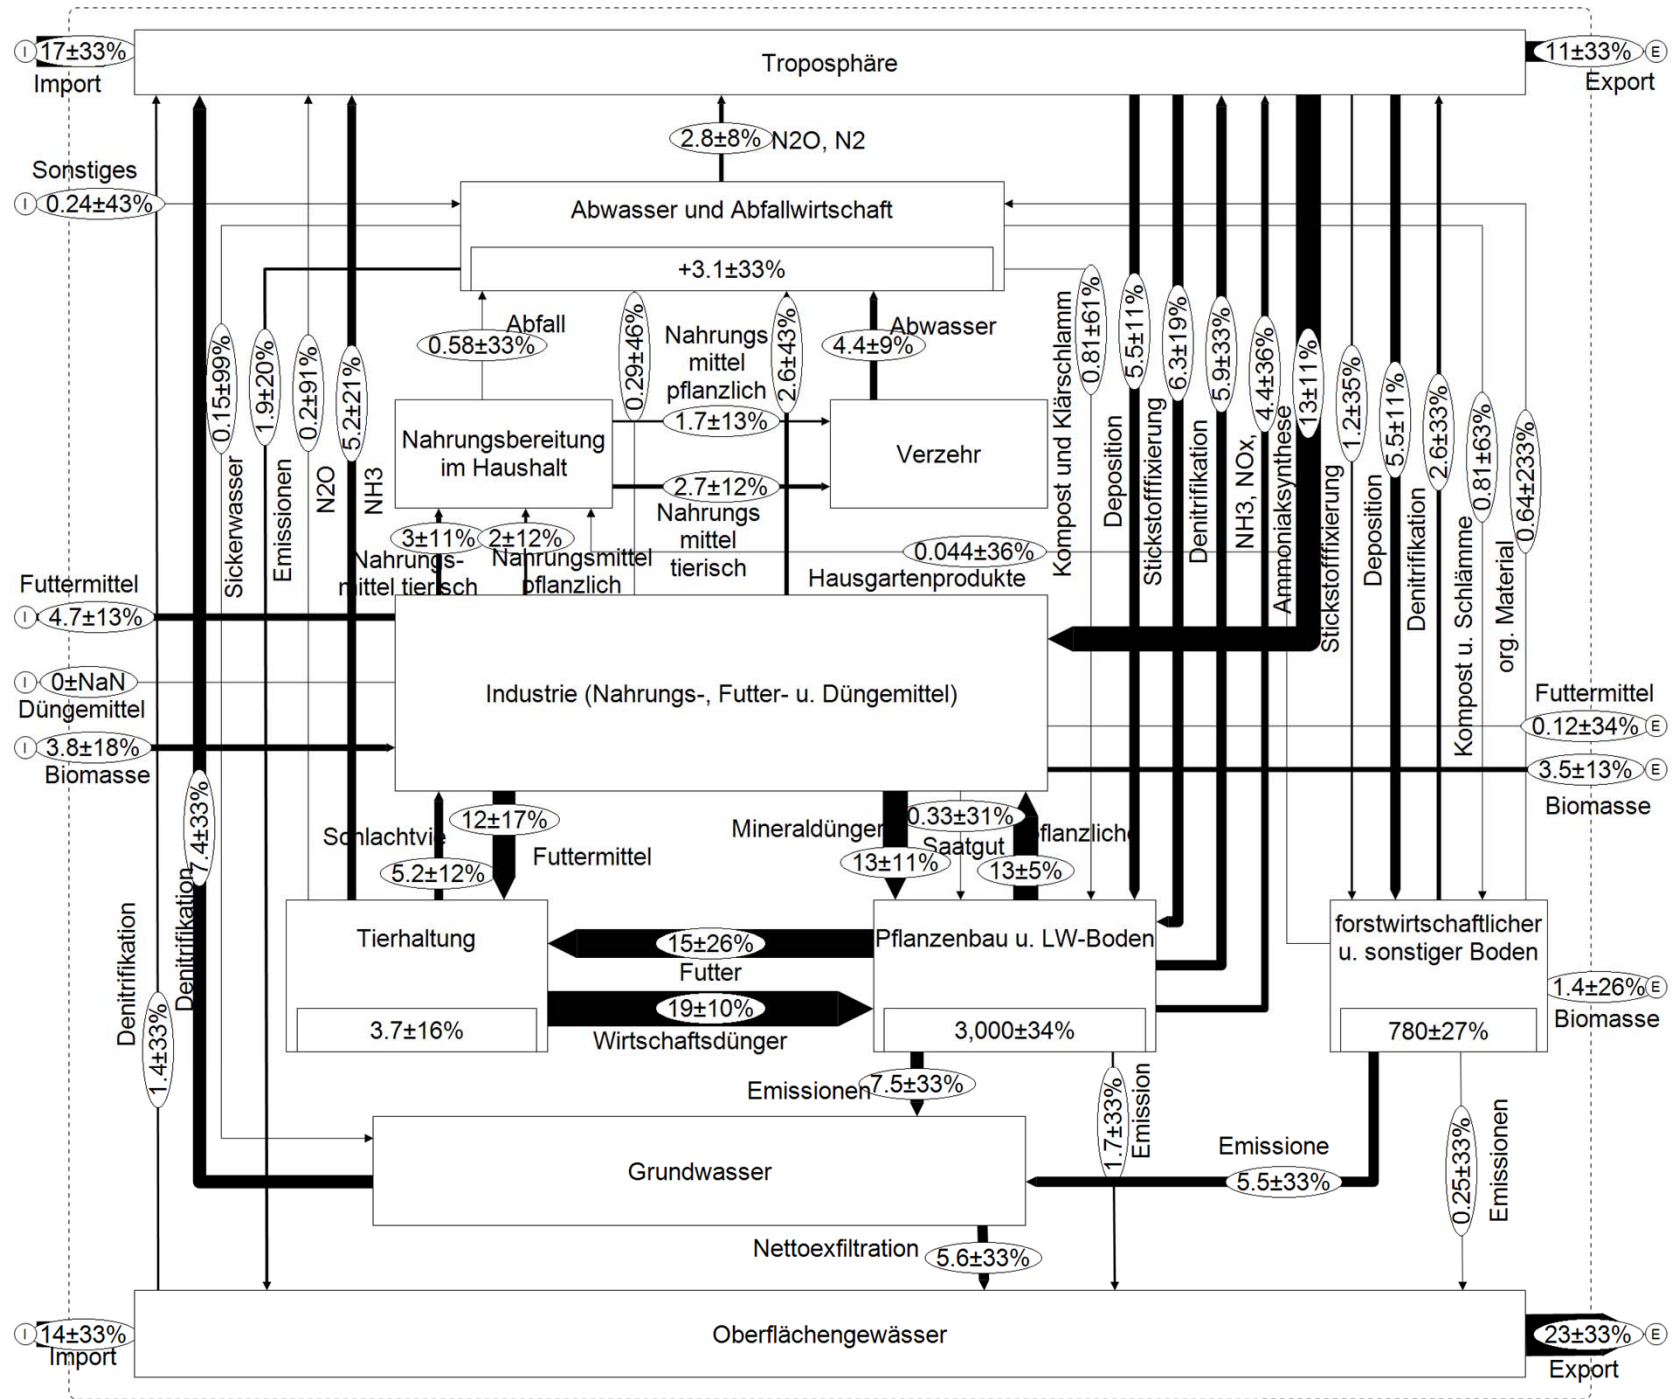 I 17±33%
Import
Troposphäre
11±33% E
Export
2.8±8% N2O, N2
Sonstiges
I 0.24±43%
Abwasser und Abfallwirtschaft
+3.1±33%
Abfall
0.58±33%
0.29±46%
Nahrungs
mittel
pflanzlich
1.7±13%
2.6±43%
Abwasser
4.4±9%
Nahrungsbereitung
im Haushalt
Verzehr
2.7±12%
Nahrungs
mittel
tierisch
3±11%
Nahrungs-
mittel tierisch
2±12%
Nahrungsmittel
pflanzlich
0.044±36%
Hausgartenprodukte
0.15±99%
Sickerwasser
1.9±20%
Emissionen
0.2±91%
N2O
5.2±21%
NH3
0.81±61%
Kompost und Klärschlamm
5.5±11%
Deposition
6.3±19%
Stickstofffixierung
5.9±33%
Denitrifikation
4.4±36%
NH3, NOx,
13±11%
Ammoniaksynthese
1.2±35%
Stickstofffixierung
5.5±11%
Deposition
2.6±33%
Denitrifikation
0.81±63%
Kompost u. Schlämme
0.64±233%
org. Material
Futtermittel
I 4.7±13%
I 0±NaN
Düngemittel
I 3.8±18%
Biomasse
Industrie (Nahrungs-, Futter- u. Düngemittel)
Futtermittel
0.12±34% E
3.5±13% E
Biomasse
Schlachtvie
5.2±12%
12±17%
Futtermittel
Mineraldünger
13±11%
0.33±31%
Saatgut
pflanzliche
13±5%
7.4±33%
Denitrifikation
1.4±33%
Denitrifikation
Tierhaltung
3.7±16%
15±26%
Futter
19±10%
Wirtschaftsdünger
Pflanzenbau u. LW-Boden
3,000±34%
forstwirtschaftlicher
u. sonstiger Boden
780±27%
1.4±26% E
Biomasse
Emissionen
7.5±33%
1.7±33%
Emission
Emissione
5.5±33%
0.25±33%
Emissionen
Grundwasser
Nettoexfiltration
5.6±33%
I 14±33%
Import
Oberflächengewässer
23±33% E
Export